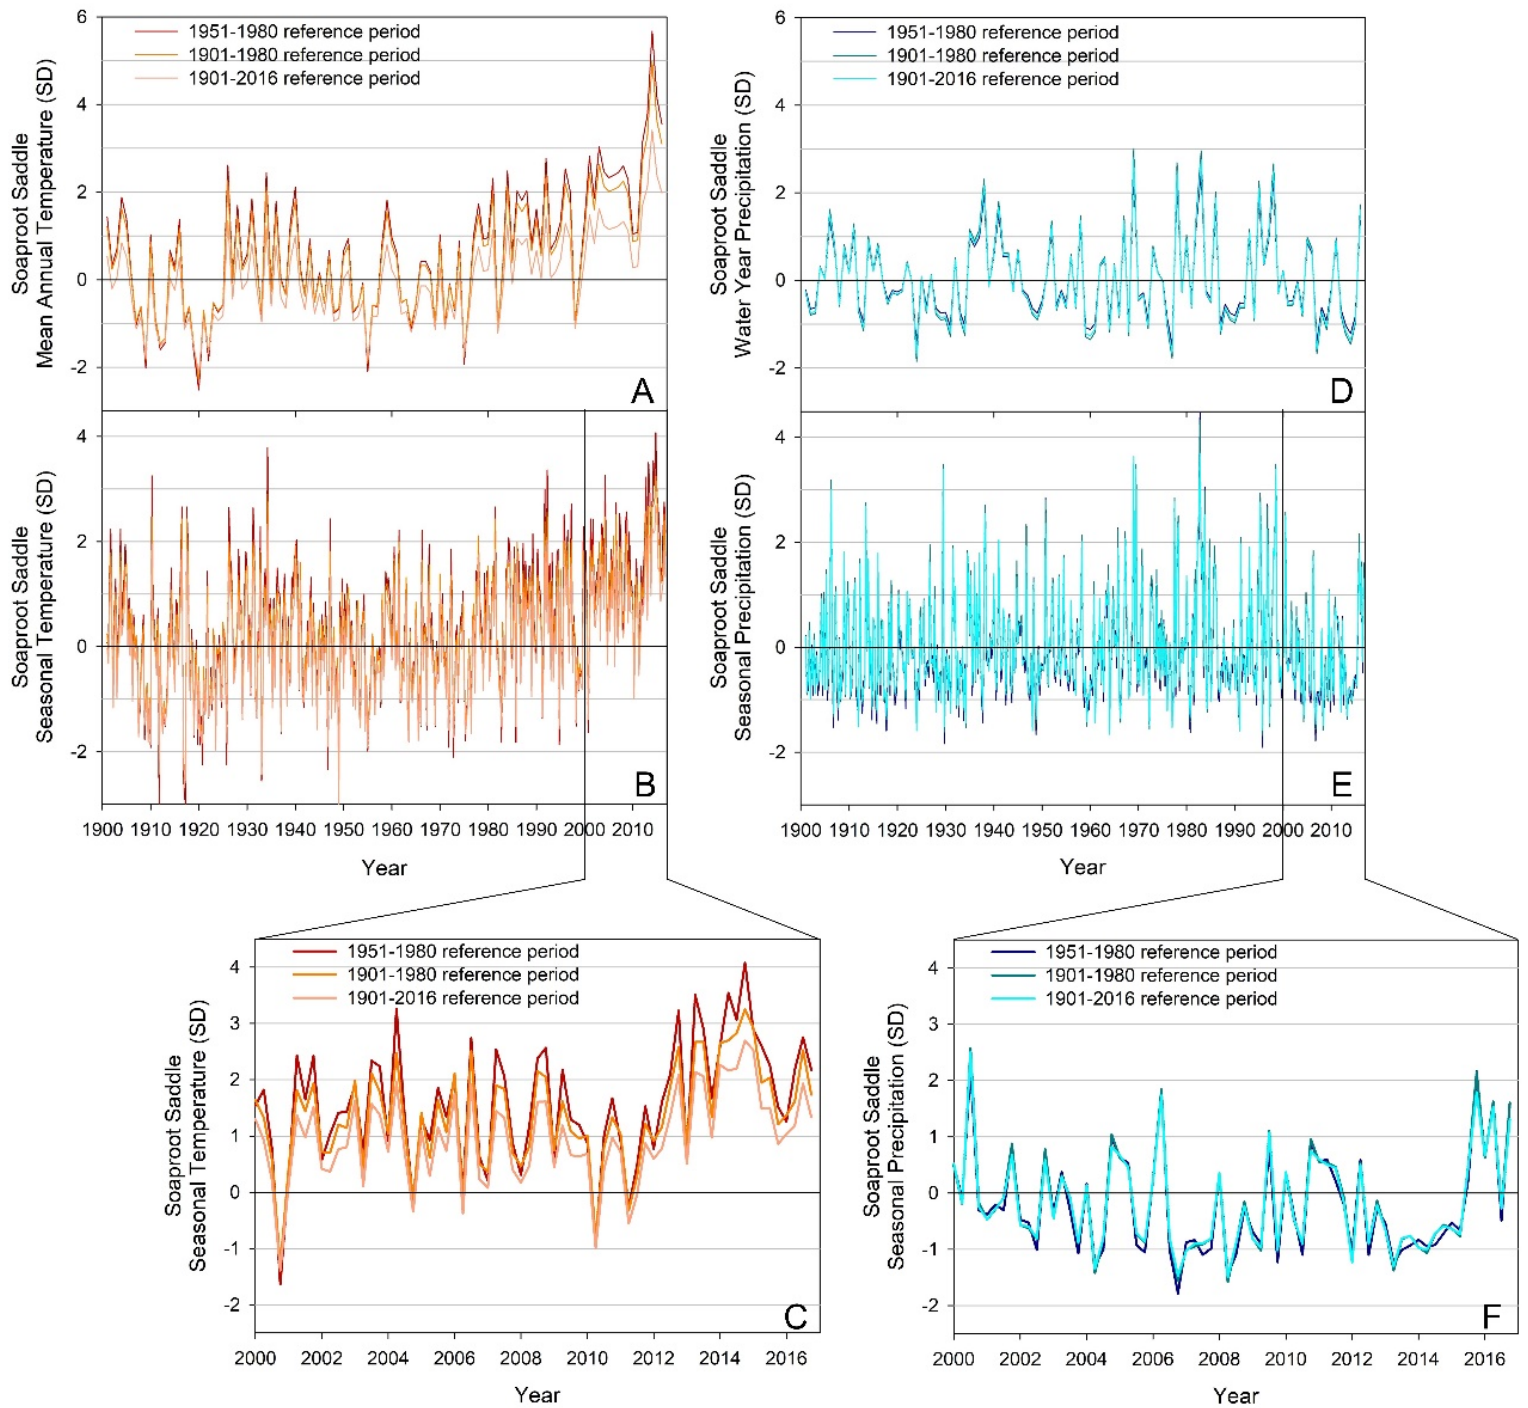 6
4
2
0
-2
Soaproot Saddle
Mean Annual Temperature (SD)
1951-1980 reference period
1901-1980 reference period
1901-2016 reference period
A
4
2
0
-2
Soaproot Saddle
Seasonal Temperature (SD)
B
1900 1910 1920 1930 1940 1950 1960 1970 1980 1990 2000 2010
Year
6
4
2
0
-2
Soaproot Saddle
Water Year Precipitation (SD)
1951-1980 reference period
1901-1980 reference period
1901-2016 reference period
D
4
2
0
-2
Soaproot Saddle
Seasonal Precipitation (SD)
E
1900 1910 1920 1930 1940 1950 1960 1970 1980 1990 2000 2010
Year
4
3
2
1
0
-1
-2
Soaproot Saddle
Seasonal Temperature (SD)
1951-1980 reference period
1901-1980 reference period
1901-2016 reference period
C
2000 2002 2004 2006 2008 2010 2012 2014 2016
Year
4
3
2
1
0
-1
-2
Soaproot Saddle
Seasonal Precipitation (SD)
1951-1980 reference period
1901-1980 reference period
1901-2016 reference period
F
2000 2002 2004 2006 2008 2010 2012 2014 2016
Year